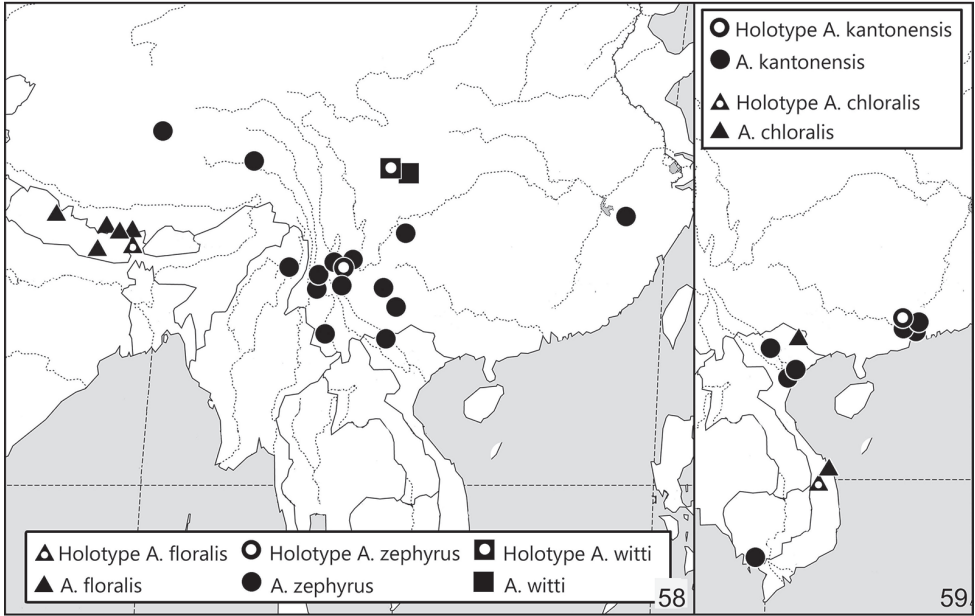 Holotype A. kantonensis
A. kantonensis
Holotype A. chloralis
A. chloralis
Holotype A. floralis Holotype A. zephyrus Holotype A. witti
A. floralis A. zephyrus A. witti
58
59